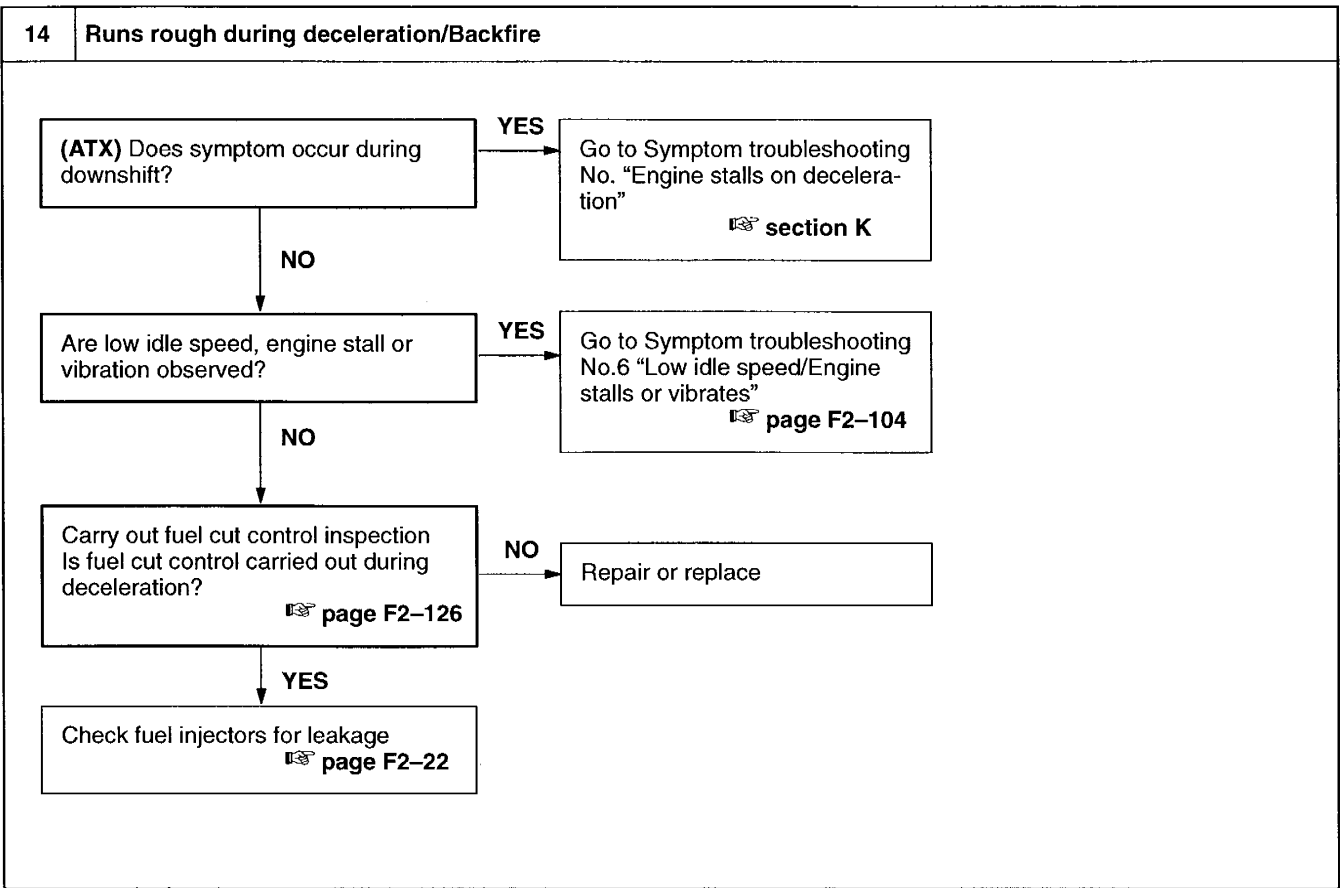 14 Runs rough during deceleration/Backfire
(ATX) Does symptom occur during
downshift?
YES
Go to Symptom troubleshooting
No. “Engine stalls on decelera-
tion”
☞ section K
NO
Are low idle speed, engine stall or
vibration observed?
YES
Go to Symptom troubleshooting
No.6 “Low idle speed/Engine
stalls or vibrates”
☞ page F2–104
NO
Carry out fuel cut control inspection
Is fuel cut control carried out during
deceleration?
☞ page F2–126
NO
Repair or replace
YES
Check fuel injectors for leakage
☞ page F2–22